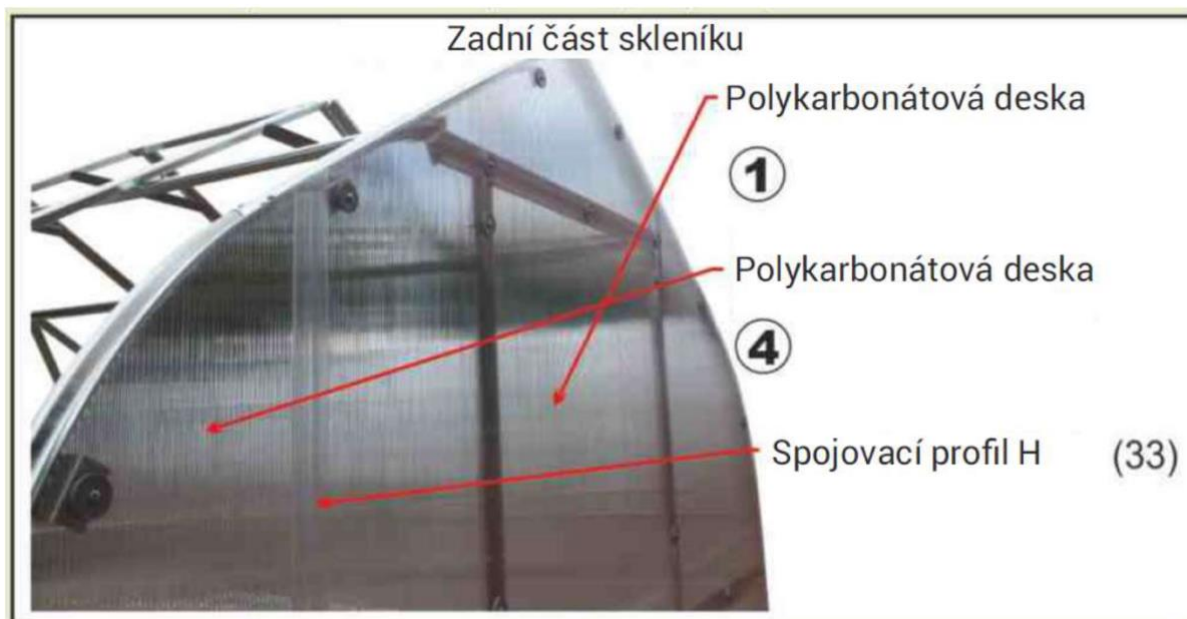 Zadní část skleníku
Polykarbonátová deska
1
Polykarbonátová deska
4
Spojovací profil H (33)